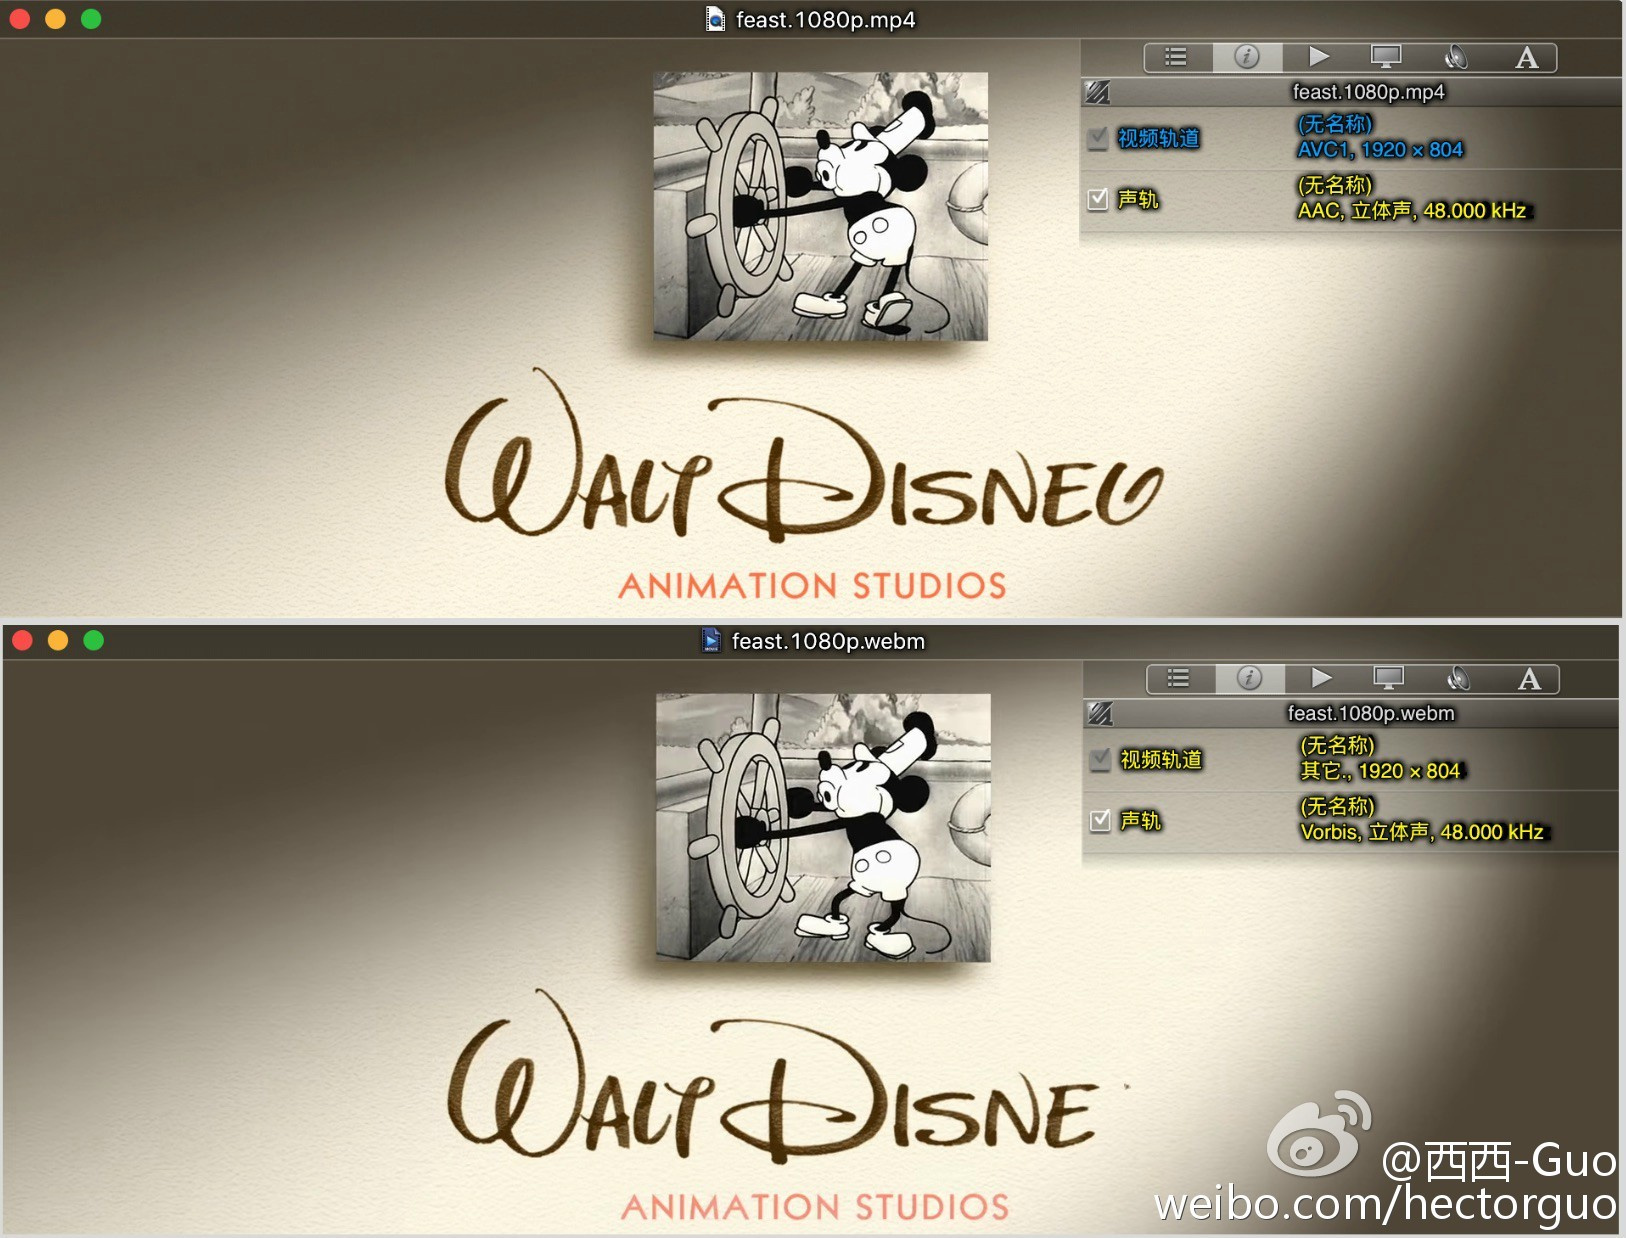 feast.1080p.mp4
feast.1080p.mp4
视频轨道
(无名称)
AVC1, 1920 × 804
声轨
(无名称)
AAC, 立体声, 48.000 kHz
WALT DISNEY
ANIMATION STUDIOS
feast.1080p.webm
feast.1080p.webm
视频轨道
(无名称)
其它., 1920 × 804
声轨
(无名称)
Vorbis, 立体声, 48.000 kHz
WALT DISNE
ANIMATION STUDIOS
@西西-Guo
weibo.com/hectorguo